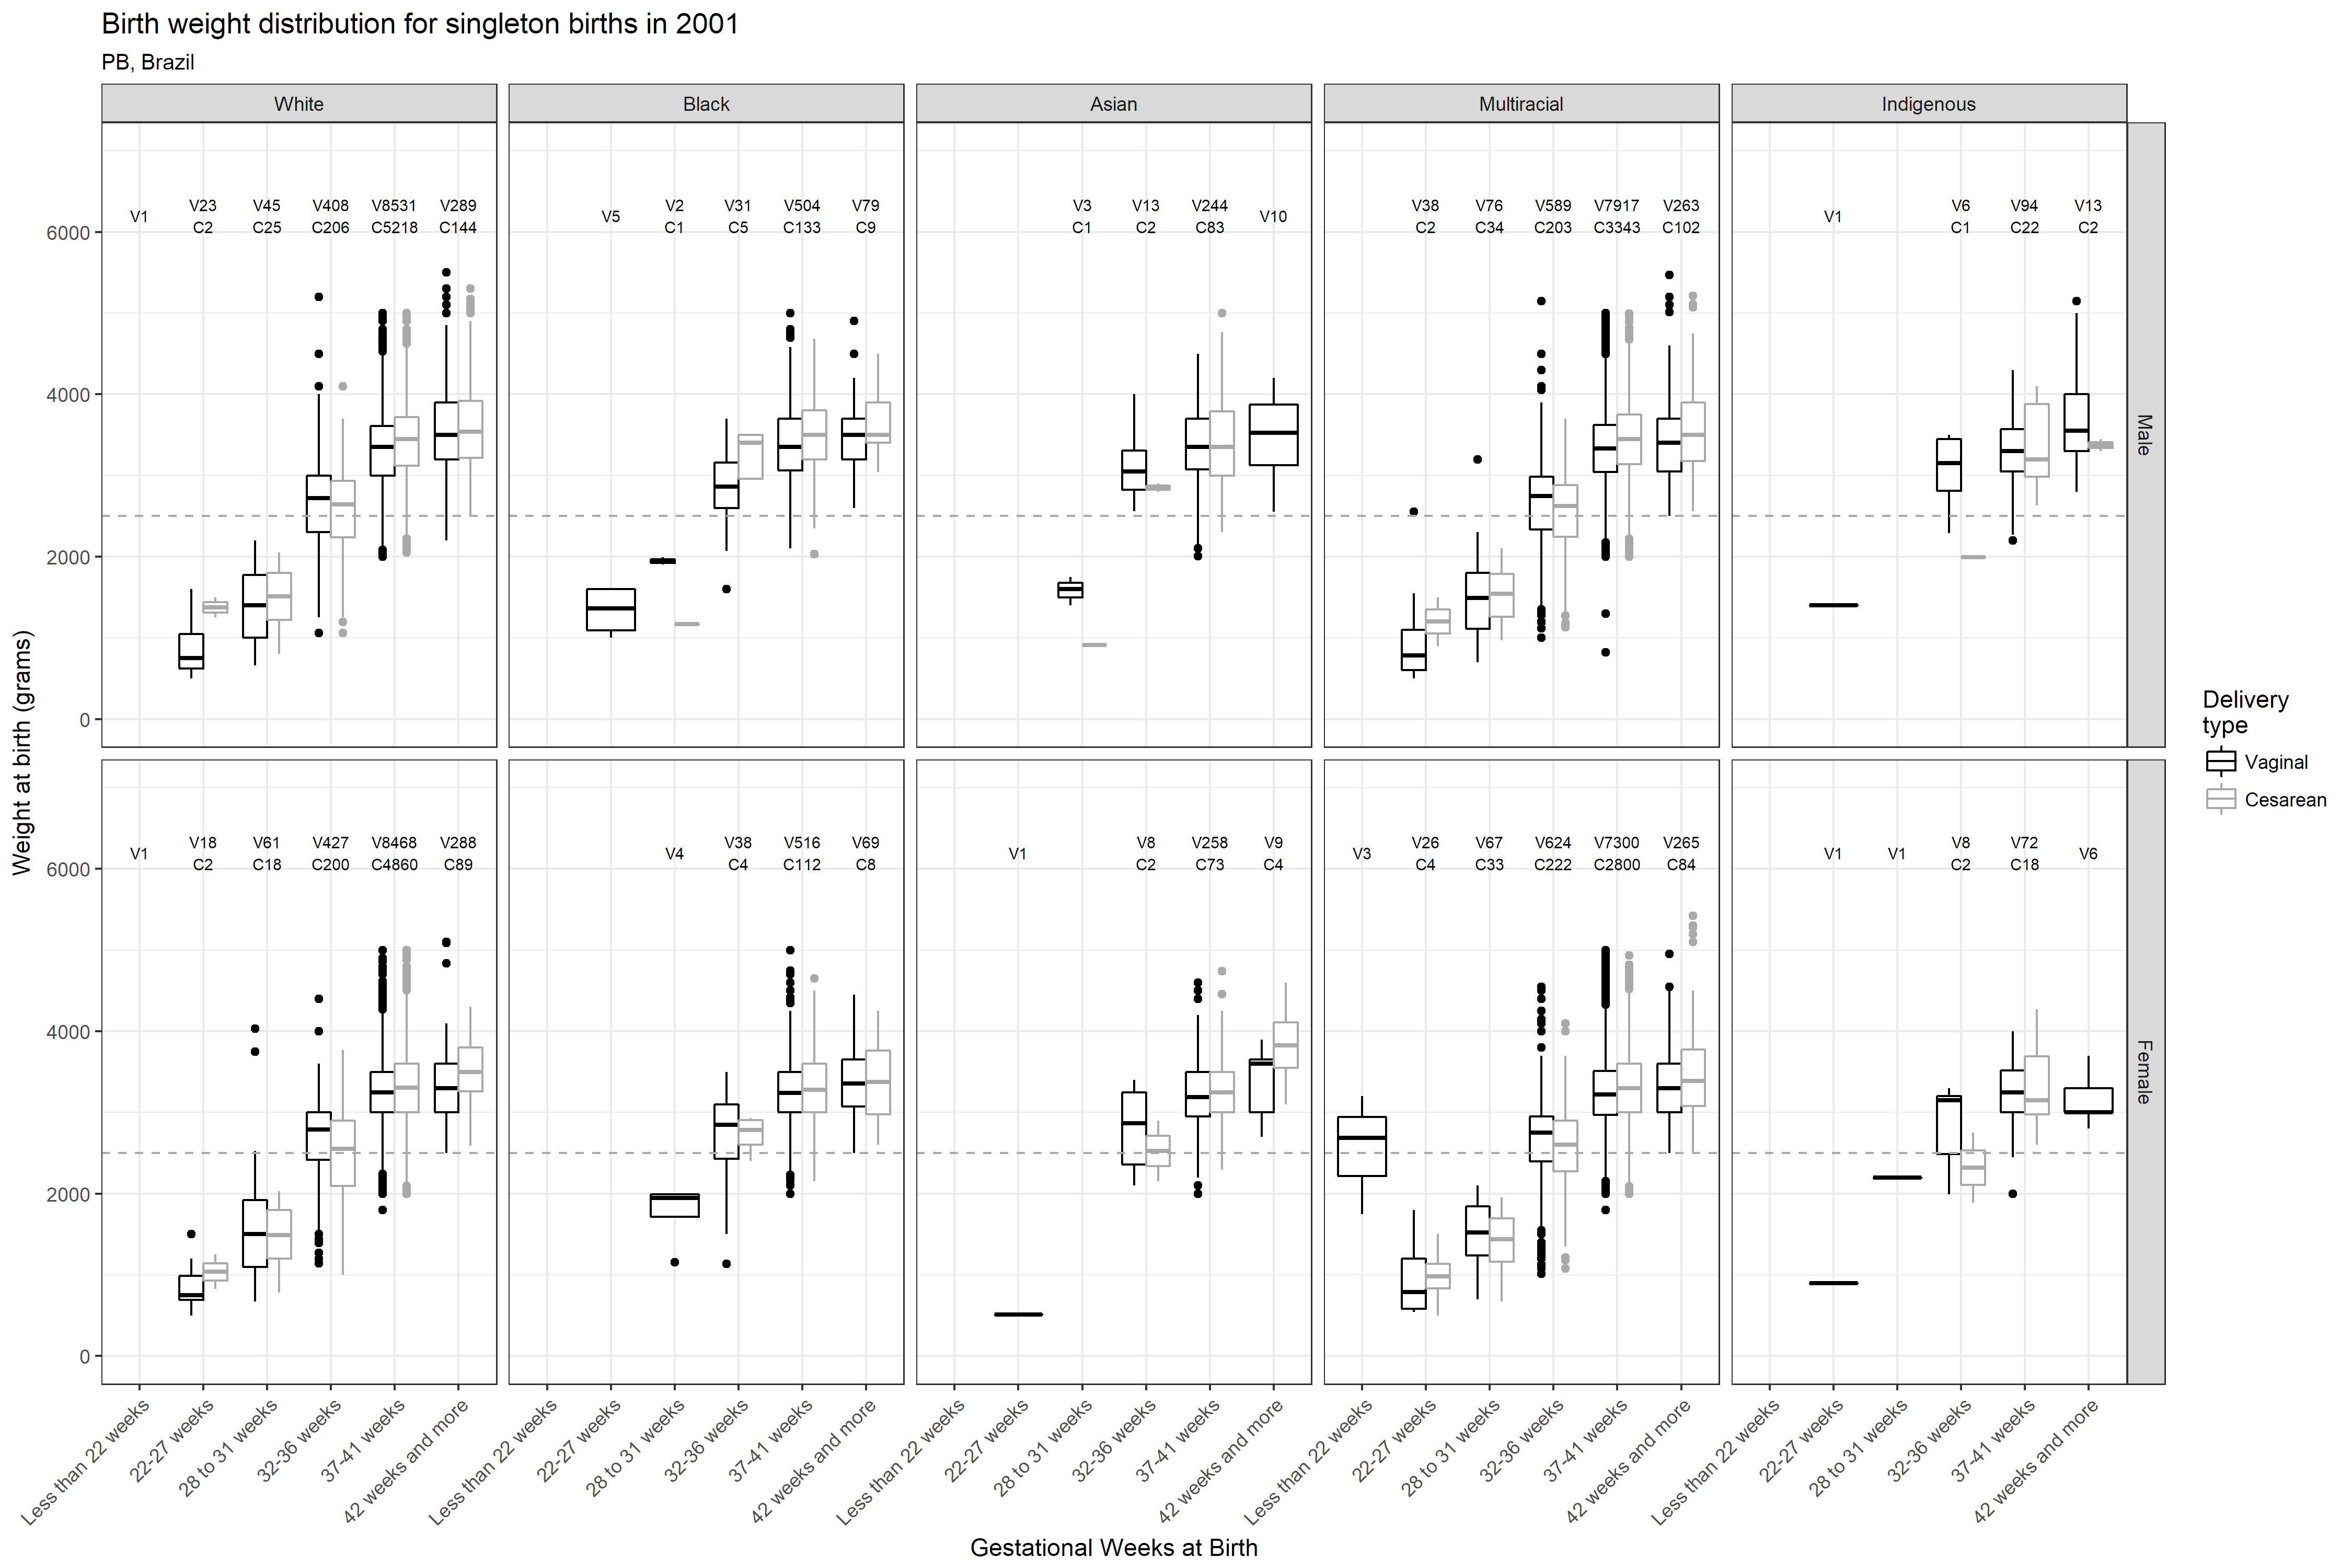 Birth weight distribution for singleton births in 2001
PB, Brazil
White
Black
Asian
Multiracial
Indigenous
Weight at birth (grams)
6000
4000
2000
0
V1
V23
C2
V45
C25
V408
C206
V8531
C5218
V289
C144
V5
V2
C1
V31
C5
V504
C133
V79
C9
V3
C1
V13
C2
V244
C83
V10
V38
C2
V76
C34
V589
C203
V7917
C3343
V263
C102
V1
V6
C1
V94
C22
V13
C2
Male
6000
4000
2000
0
V1
V18
C2
V61
C18
V427
C200
V8468
C4860
V288
C89
V4
V38
C4
V516
C112
V69
C8
V1
V8
C2
V258
C73
V9
C4
V3
V26
C4
V67
C33
V624
C222
V7300
C2800
V265
C84
V1
V1
V8
C2
V72
C18
V6
Female
Delivery
type
Vaginal
Cesarean
Less than 22 weeks
22-27 weeks
28 to 31 weeks
32-36 weeks
37-41 weeks
42 weeks and more
Less than 22 weeks
22-27 weeks
28 to 31 weeks
32-36 weeks
37-41 weeks
42 weeks and more
Less than 22 weeks
22-27 weeks
28 to 31 weeks
32-36 weeks
37-41 weeks
42 weeks and more
Less than 22 weeks
22-27 weeks
28 to 31 weeks
32-36 weeks
37-41 weeks
42 weeks and more
Less than 22 weeks
22-27 weeks
28 to 31 weeks
32-36 weeks
37-41 weeks
42 weeks and more
Gestational Weeks at Birth